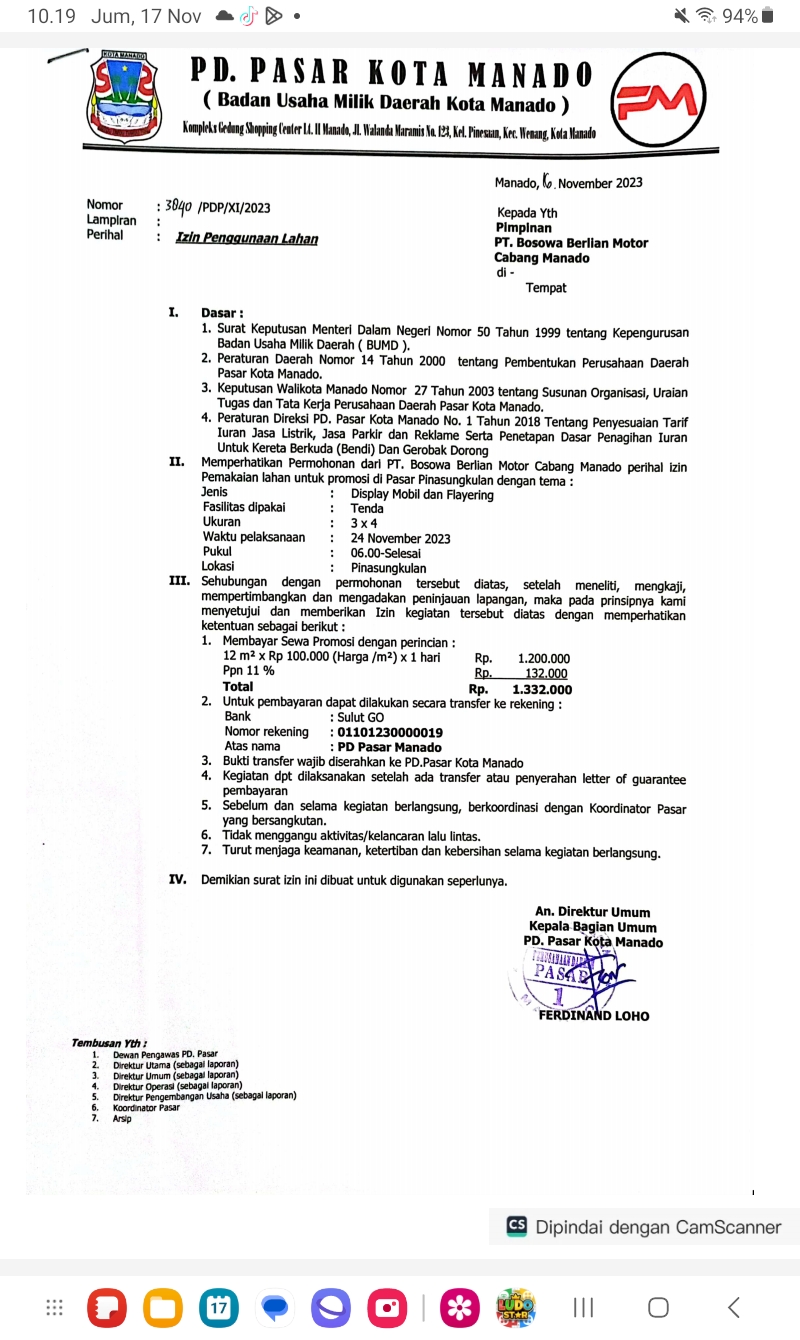 10.19 Jum, 17 Nov
94%
KOTA MANADO
PD. PASAR KOTA MANADO
( Badan Usaha Milik Daerah Kota Manado )
Kompleks Gedung Shopping Center Lt. II Manado, Jl. Walanda Maramis No. 123, Kel. Pinesaan, Kec. Wenang, Kota Manado
PM
Manado, 16. November 2023
Nomor : 3840 /PDP/XI/2023
Lampiran :
Perihal : Izin Penggunaan Lahan
Kepada Yth
Pimpinan
PT. Bosowa Berlian Motor
Cabang Manado
di -
Tempat
I. Dasar :
1. Surat Keputusan Menteri Dalam Negeri Nomor 50 Tahun 1999 tentang Kepengurusan
Badan Usaha Milik Daerah ( BUMD ).
2. Peraturan Daerah Nomor 14 Tahun 2000 tentang Pembentukan Perusahaan Daerah
Pasar Kota Manado.
3. Keputusan Walikota Manado Nomor 27 Tahun 2003 tentang Susunan Organisasi, Uraian
Tugas dan Tata Kerja Perusahaan Daerah Pasar Kota Manado.
4. Peraturan Direksi PD. Pasar Kota Manado No. 1 Tahun 2018 Tentang Penyesuaian Tarif
Iuran Jasa Listrik, Jasa Parkir dan Reklame Serta Penetapan Dasar Penagihan Iuran
Untuk Kereta Berkuda (Bendi) Dan Gerobak Dorong
II. Memperhatikan Permohonan dari PT. Bosowa Berlian Motor Cabang Manado perihal izin
Pemakaian lahan untuk promosi di Pasar Pinasungkulan dengan tema :
Jenis : Display Mobil dan Flayering
Fasilitas dipakai : Tenda
Ukuran : 3 x 4
Waktu pelaksanaan : 24 November 2023
Pukul : 06.00-Selesai
Lokasi : Pinasungkulan
III. Sehubungan dengan permohonan tersebut diatas, setelah meneliti, mengkaji,
mempertimbangkan dan mengadakan peninjauan lapangan, maka pada prinsipnya kami
menyetujui dan memberikan Izin kegiatan tersebut diatas dengan memperhatikan
ketentuan sebagai berikut :
1. Membayar Sewa Promosi dengan perincian :
12 m² x Rp 100.000 (Harga /m²) x 1 hari Rp. 1.200.000
Ppn 11 % Rp. 132.000
Total Rp. 1.332.000
2. Untuk pembayaran dapat dilakukan secara transfer ke rekening :
Bank : Sulut GO
Nomor rekening : 01101230000019
Atas nama : PD Pasar Manado
3. Bukti transfer wajib diserahkan ke PD.Pasar Kota Manado
4. Kegiatan dpt dilaksanakan setelah ada transfer atau penyerahan letter of guarantee
pembayaran
5. Sebelum dan selama kegiatan berlangsung, berkoordinasi dengan Koordinator Pasar
yang bersangkutan.
6. Tidak menggangu aktivitas/kelancaran lalu lintas.
7. Turut menjaga keamanan, ketertiban dan kebersihan selama kegiatan berlangsung.
IV. Demikian surat izin ini dibuat untuk digunakan seperlunya.
An. Direktur Umum
Kepala Bagian Umum
PD. Pasar Kota Manado
PASAR
1
FERDINAND LOHO
Tembusan Yth :
1. Dewan Pengawas PD. Pasar
2. Direktur Utama (sebagai laporan)
3. Direktur Umum (sebagai laporan)
4. Direktur Operasi (sebagai laporan)
5. Direktur Pengembangan Usaha (sebagai laporan)
6. Koordinator Pasar
7. Arsip
CS Dipindai dengan CamScanner
17
LUDO
STAR